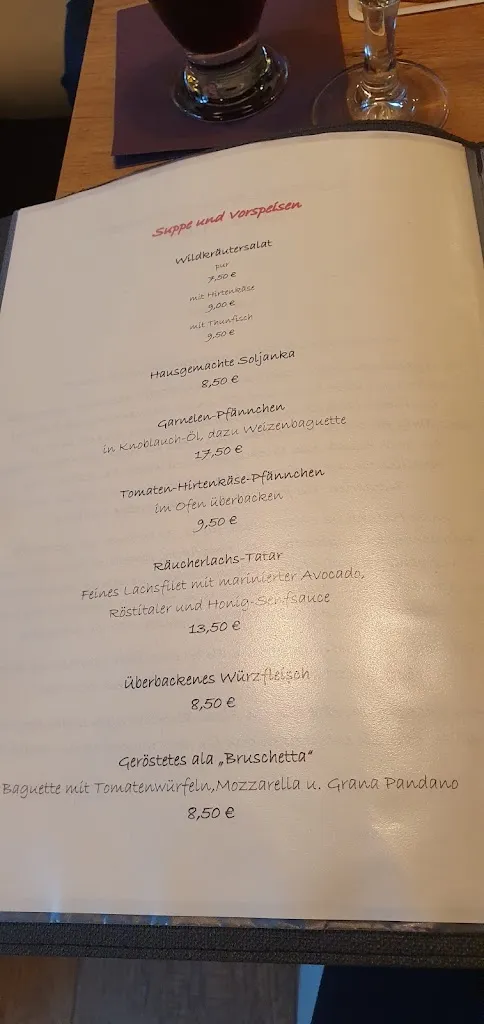 Suppe und Vorspeisen
Wildkräutersalat
pur
7,50 €
mit Hirtenkäse
9,00 €
mit Thunfisch
9,50 €
Hausgemachte Soljanka
8,50 €
Garnelen-Pfännchen
in Knoblauch-Öl, dazu Weizenbaguette
17,50 €
Tomaten-Hirtenkäse-Pfännchen
im Ofen überbacken
9,50 €
Räucherlachs-Tatar
Feines Lachsfilet mit marinierter Avocado,
Röstitaler und Honig-Senfsauce
13,50 €
überbackenes Würzfleisch
8,50 €
Geröstetes ala „Bruschetta“
Baguette mit Tomatenwürfeln,Mozzarella u. Grana Pandano
8,50 €